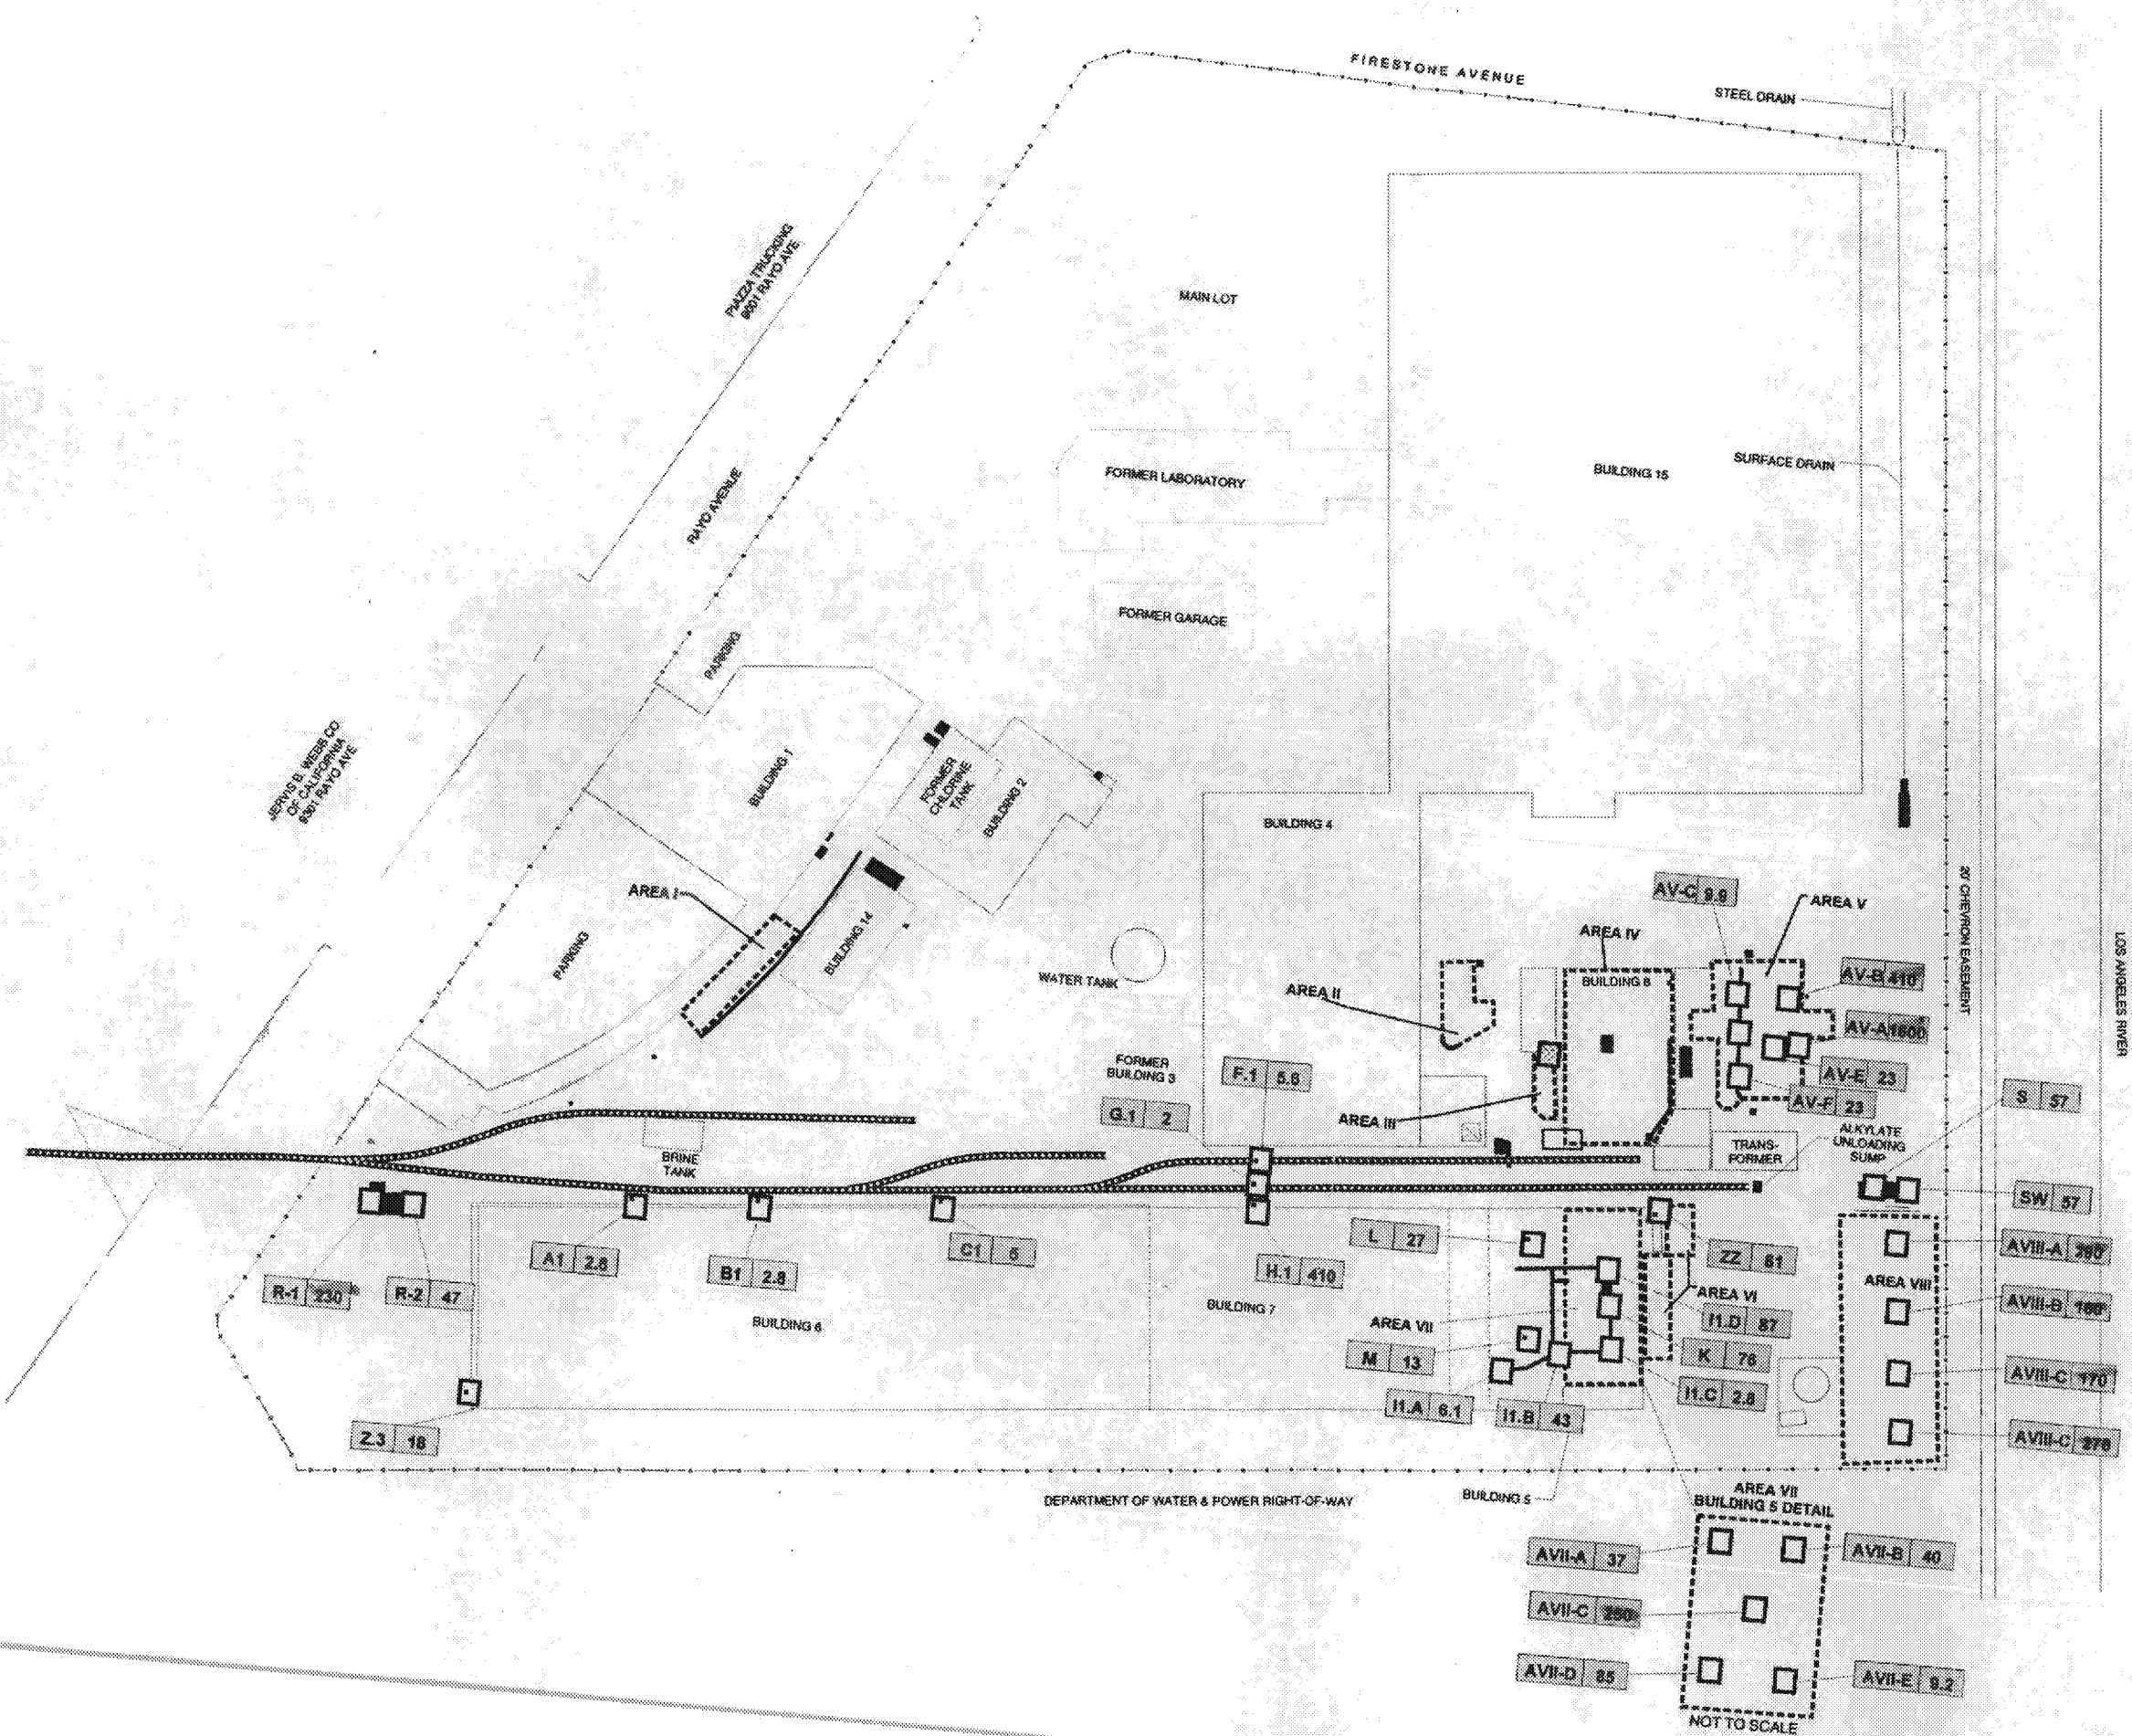 FIRESTONE AVENUE
STEEL DRAIN
PIAZZA TRUCKING
9001 RAYO AVE
MAIN LOT
RAYO AVENUE
FORMER LABORATORY
BUILDING 15
SURFACE DRAIN
FORMER GARAGE
PARKING
JERVIS B. WEBB CO
OF CALIFORNIA
9301 RAYO AVE
BUILDING 1
FORMER
CHLORINE
TANK
BUILDING 2
BUILDING 4
20' CHEVRON EASEMENT
LOS ANGELES RIVER
AREA I
BUILDING 14
PARKING
WATER TANK
AV-C 9.9
AREA V
AREA IV
BUILDING 8
AREA II
AV-B 410
AV-A 1600
AV-E 23
AV-F 23
FORMER
BUILDING 3
F.1 5.6
G.1 2
AREA III
S 57
ALKYLATE
UNLOADING
SUMP
TRANS-
FORMER
BRINE
TANK
SW 57
R-1 230
R-2 47
A1 2.8
B1 2.8
C1 5
H.1 410
L 27
ZZ 81
AREA VI
AREA VIII
AVIII-A
AVIII-B
AVIII-C 170
AVIII-C
BUILDING 6
BUILDING 7
AREA VII
I1.D 87
M 13
K 76
I1.C 2.8
I1.A 6.1
I1.B 43
Z.3 18
DEPARTMENT OF WATER & POWER RIGHT-OF-WAY
BUILDING 5
AREA VII
BUILDING 5 DETAIL
AVII-A 37
AVII-B 40
AVII-C
AVII-D 85
AVII-E 9.2
NOT TO SCALE